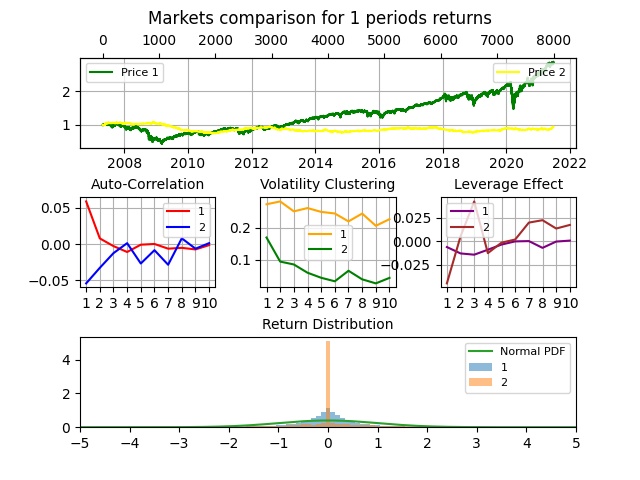 Markets comparison for 1 periods returns
0 1000 2000 3000 4000 5000 6000 7000 8000
Price 1
Price 2
2
1
2008 2010 2012 2014 2016 2018 2020 2022
Auto-Correlation
Volatility Clustering
Leverage Effect
0.05
0.00
−0.05
1
2
1 2 3 4 5 6 7 8 9 10
0.2
0.1
1
2
1 2 3 4 5 6 7 8 9 10
0.025
0.000
−0.025
1
2
1 2 3 4 5 6 7 8 9 10
Return Distribution
4
2
0
Normal PDF
1
2
−5 −4 −3 −2 −1 0 1 2 3 4 5